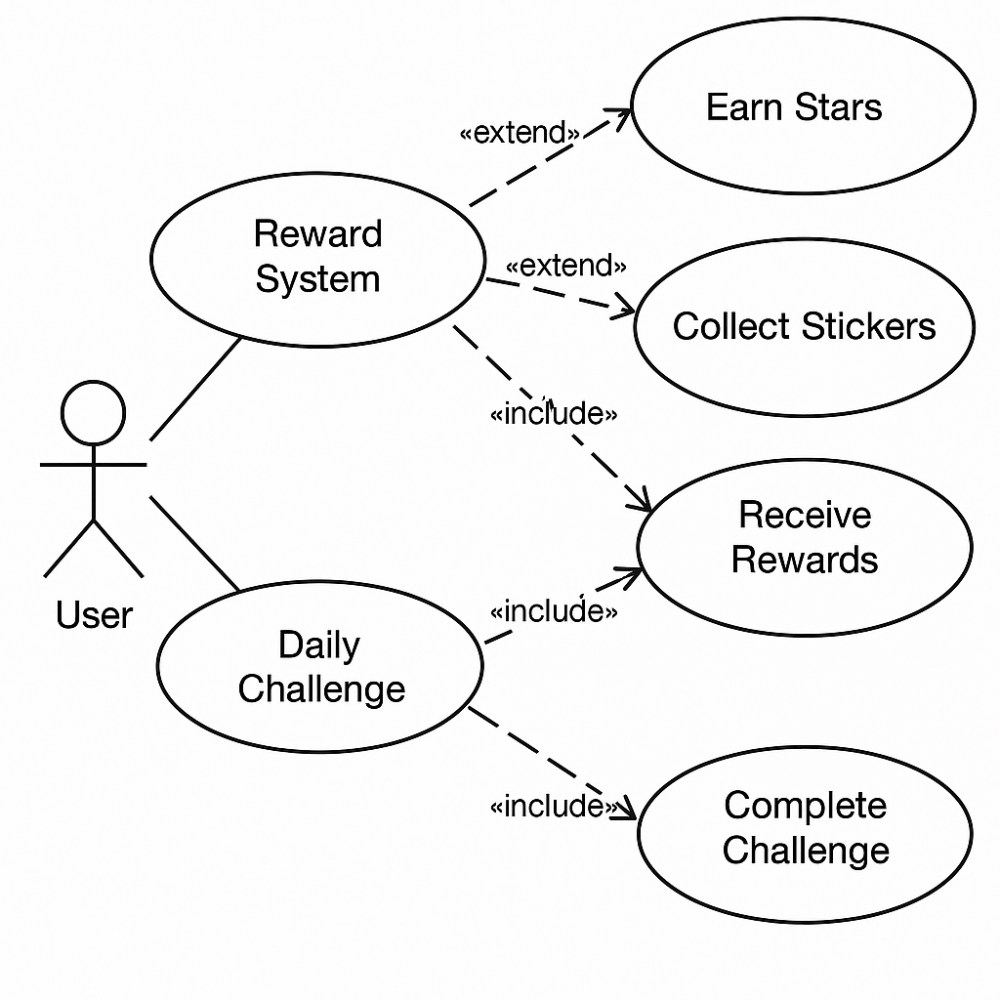 Earn Stars
«extend»
Reward
System
«extend»
Collect Stickers
«include»
Receive
Rewards
User
«include»
Daily
Challenge
«include»
Complete
Challenge